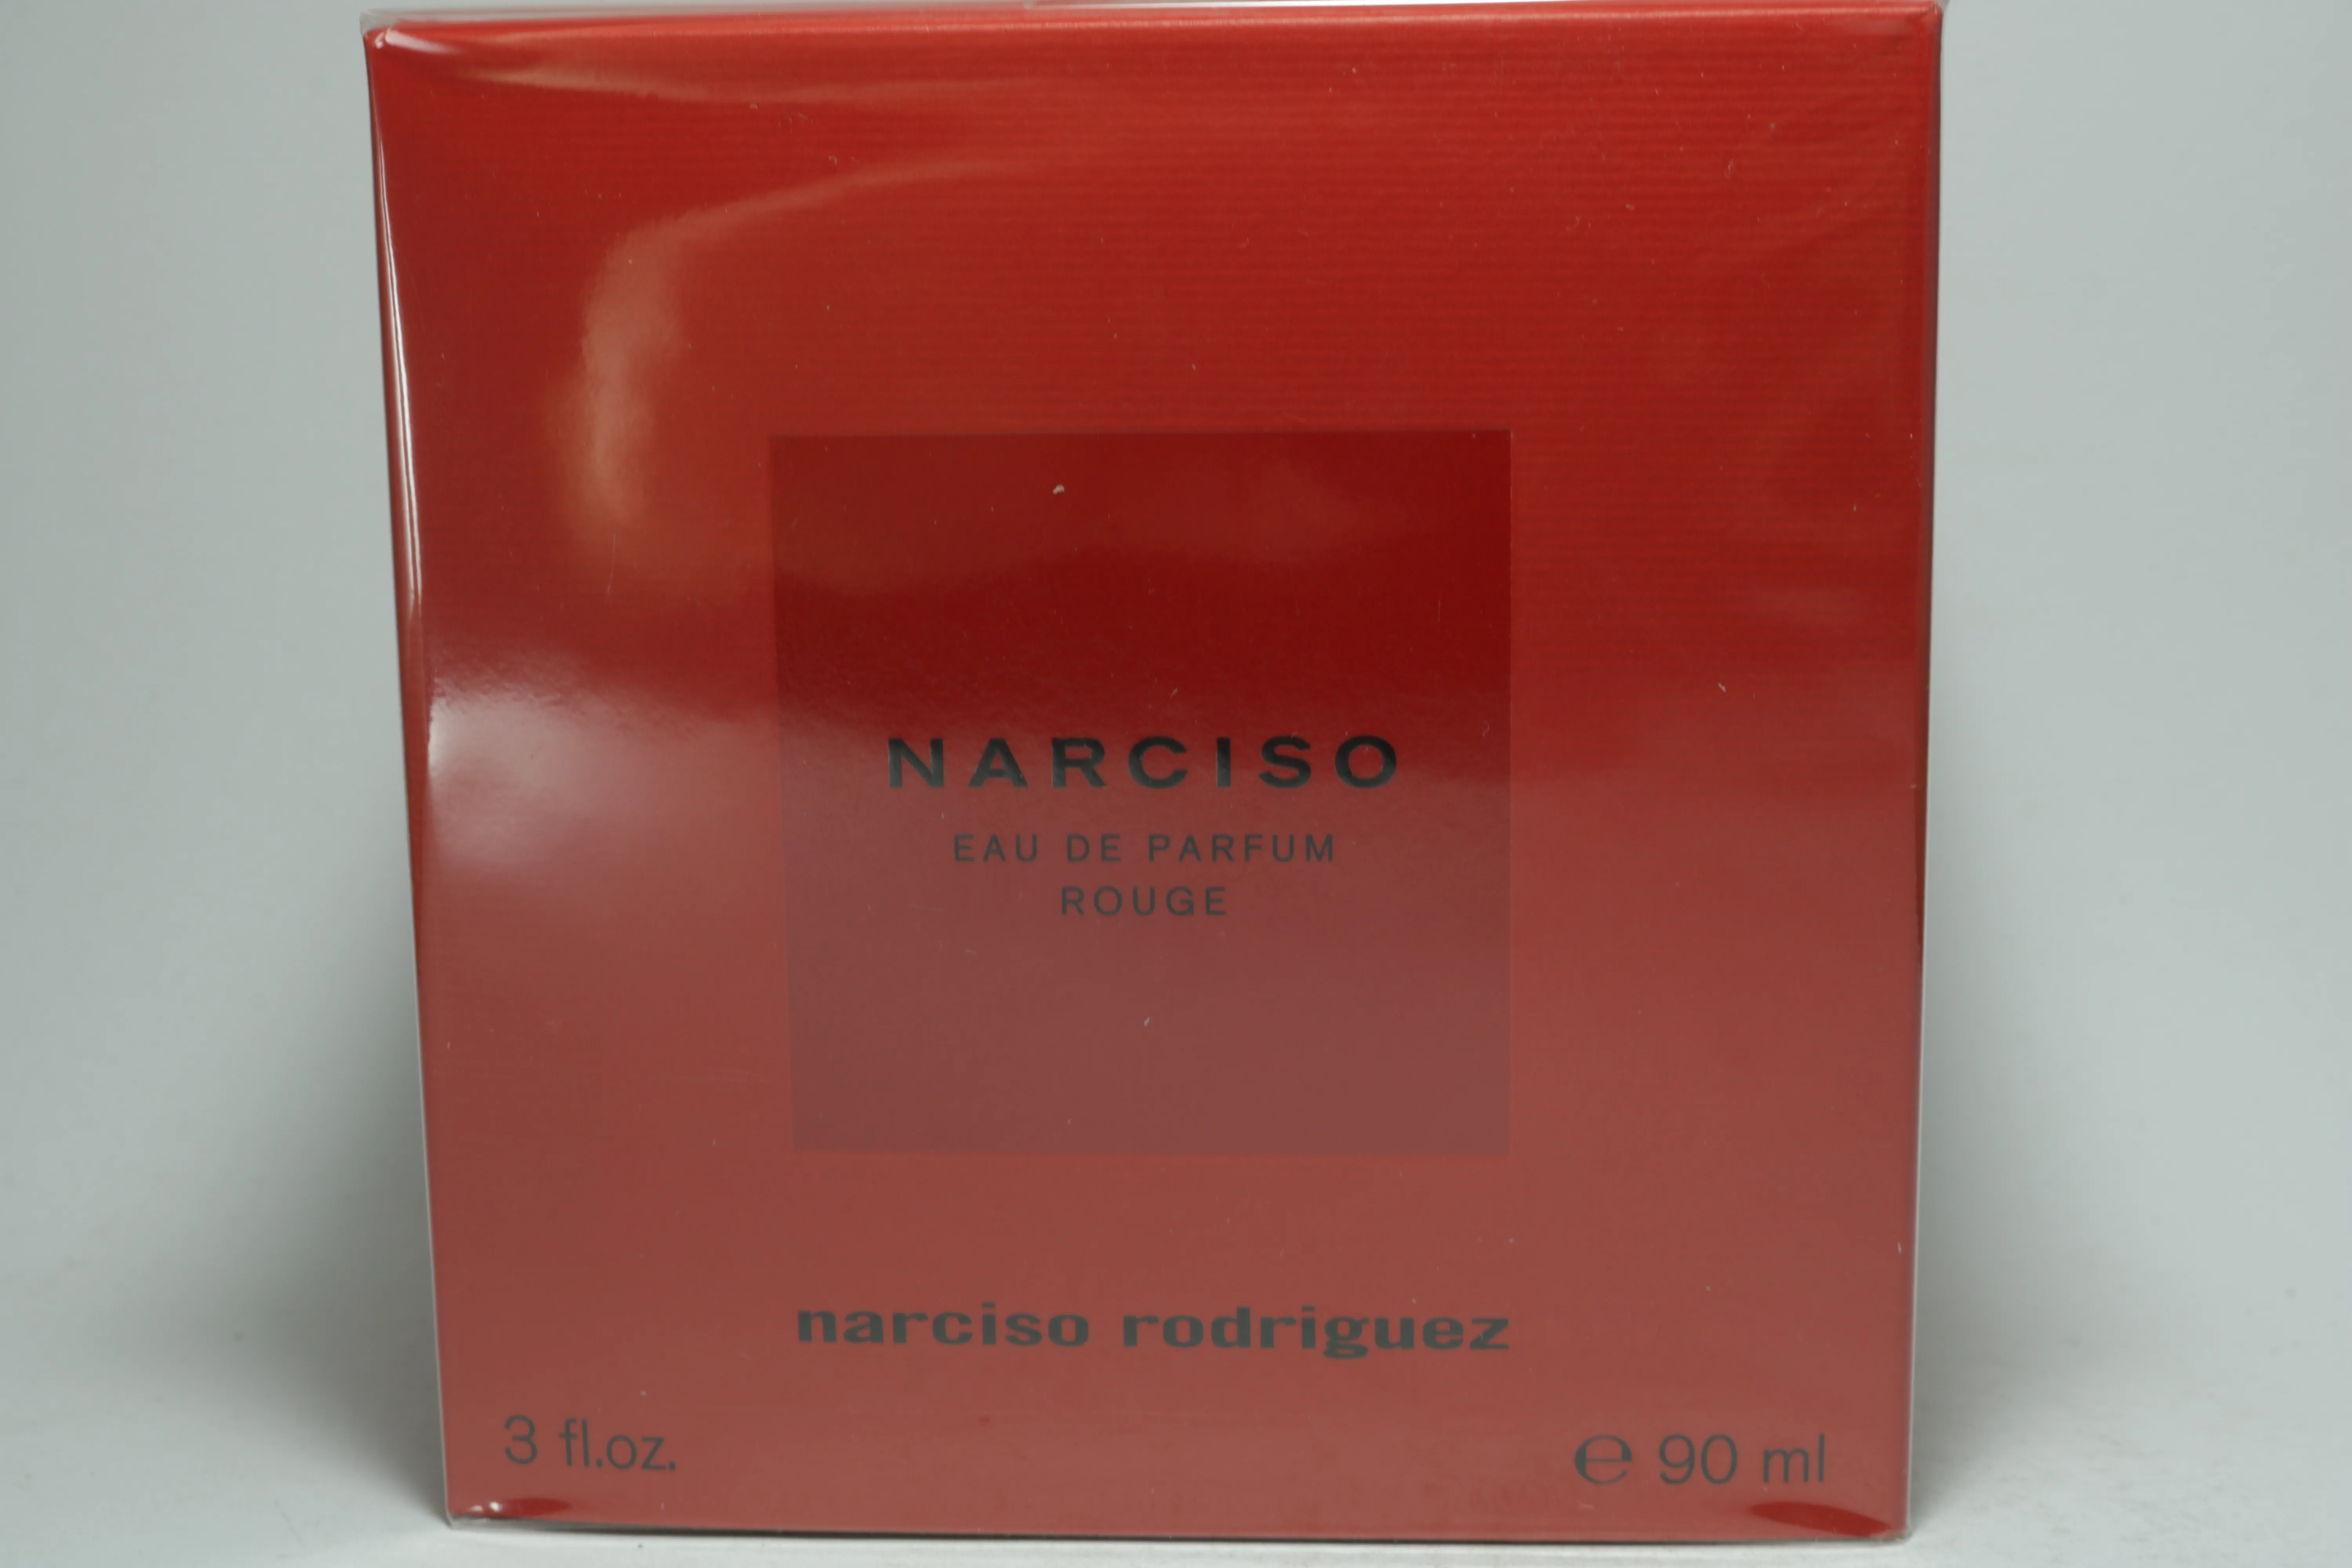 NARCISO
EAU DE PARFUM
ROUGE
narciso rodriguez
3 fl.oz.
℮ 90 ml